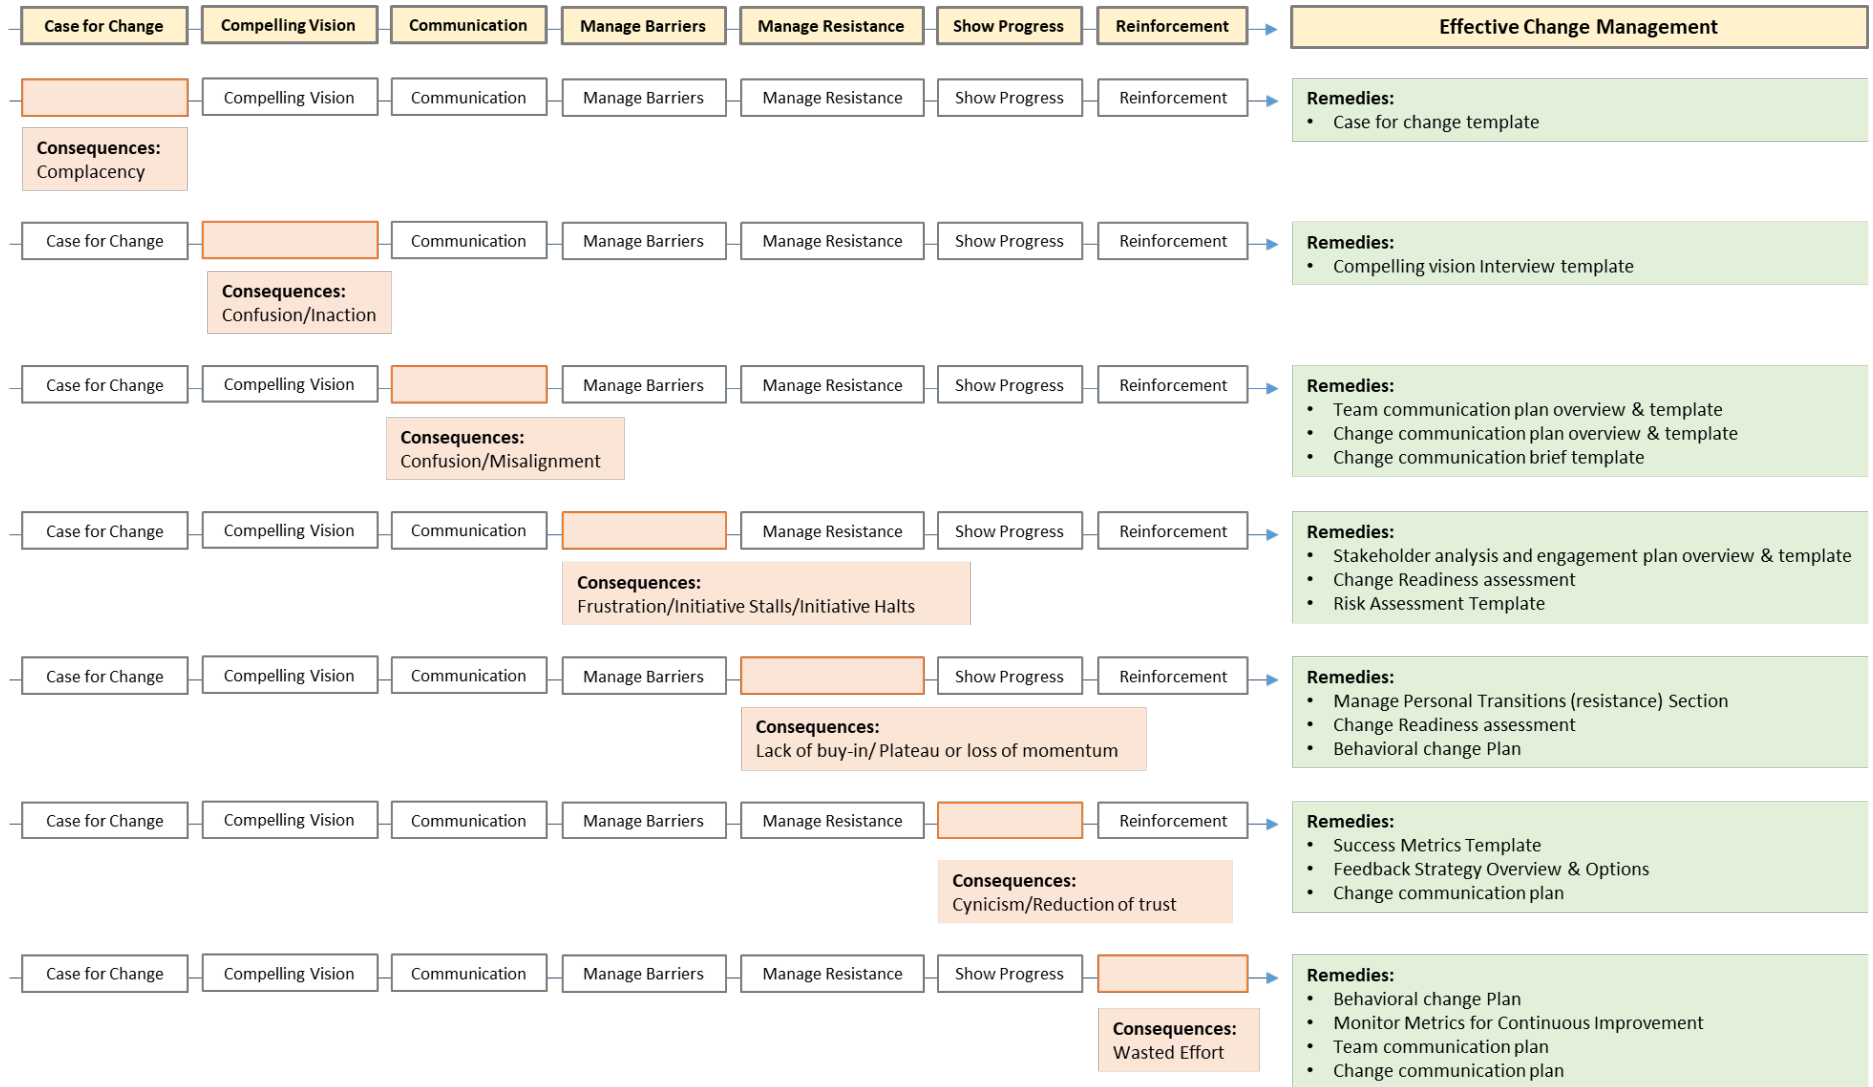 Case for Change
Compelling Vision
Communication
Manage Barriers
Manage Resistance
Show Progress
Reinforcement
Effective Change Management
Compelling Vision
Communication
Manage Barriers
Manage Resistance
Show Progress
Reinforcement
Remedies:
• Case for change template
Consequences:
Complacency
Case for Change
Communication
Manage Barriers
Manage Resistance
Show Progress
Reinforcement
Remedies:
• Compelling vision Interview template
Consequences:
Confusion/Inaction
Case for Change
Compelling Vision
Manage Barriers
Manage Resistance
Show Progress
Reinforcement
Remedies:
• Team communication plan overview & template
• Change communication plan overview & template
• Change communication brief template
Consequences:
Confusion/Misalignment
Case for Change
Compelling Vision
Communication
Manage Resistance
Show Progress
Reinforcement
Remedies:
• Stakeholder analysis and engagement plan overview & template
• Change Readiness assessment
• Risk Assessment Template
Consequences:
Frustration/Initiative Stalls/Initiative Halts
Case for Change
Compelling Vision
Communication
Manage Barriers
Show Progress
Reinforcement
Remedies:
• Manage Personal Transitions (resistance) Section
• Change Readiness assessment
• Behavioral change Plan
Consequences:
Lack of buy-in/ Plateau or loss of momentum
Case for Change
Compelling Vision
Communication
Manage Barriers
Manage Resistance
Reinforcement
Remedies:
• Success Metrics Template
• Feedback Strategy Overview & Options
• Change communication plan
Consequences:
Cynicism/Reduction of trust
Case for Change
Compelling Vision
Communication
Manage Barriers
Manage Resistance
Show Progress
Remedies:
• Behavioral change Plan
• Monitor Metrics for Continuous Improvement
• Team communication plan
• Change communication plan
Consequences:
Wasted Effort